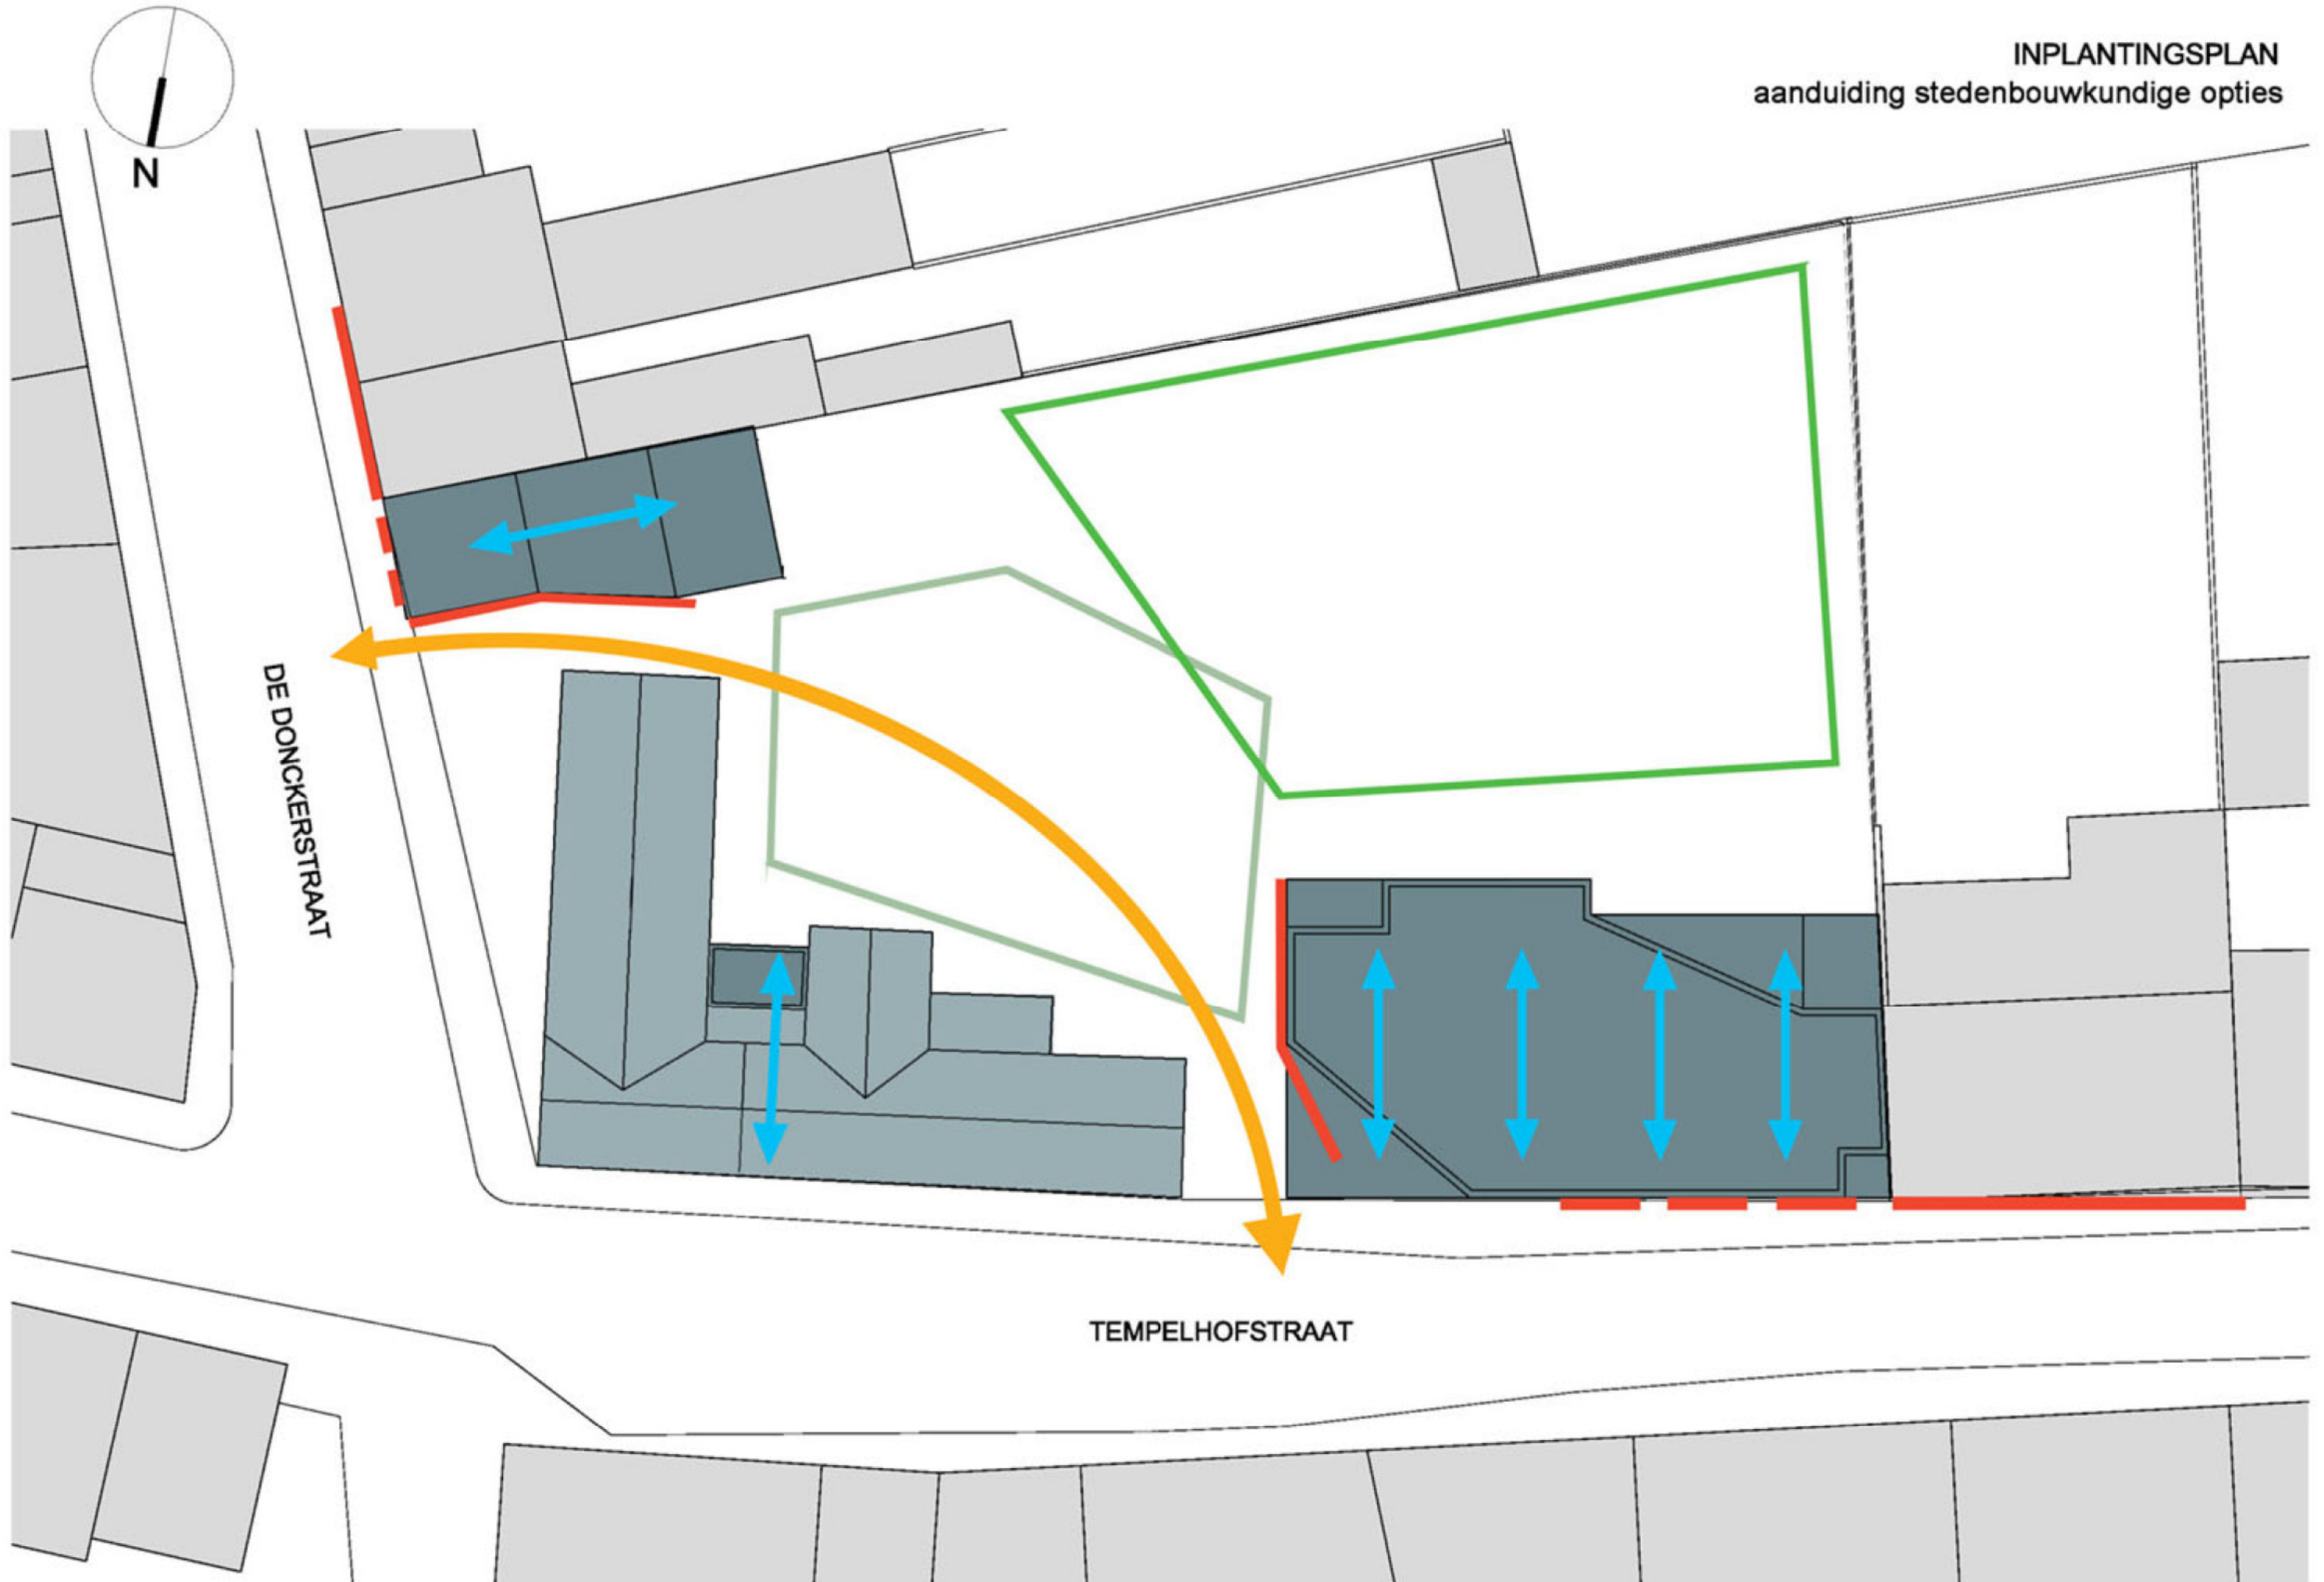 INPLANTINGSPLAN
aanduiding stedenbouwkundige opties
N
DE DONCKERSTRAAT
TEMPELHOFSTRAAT